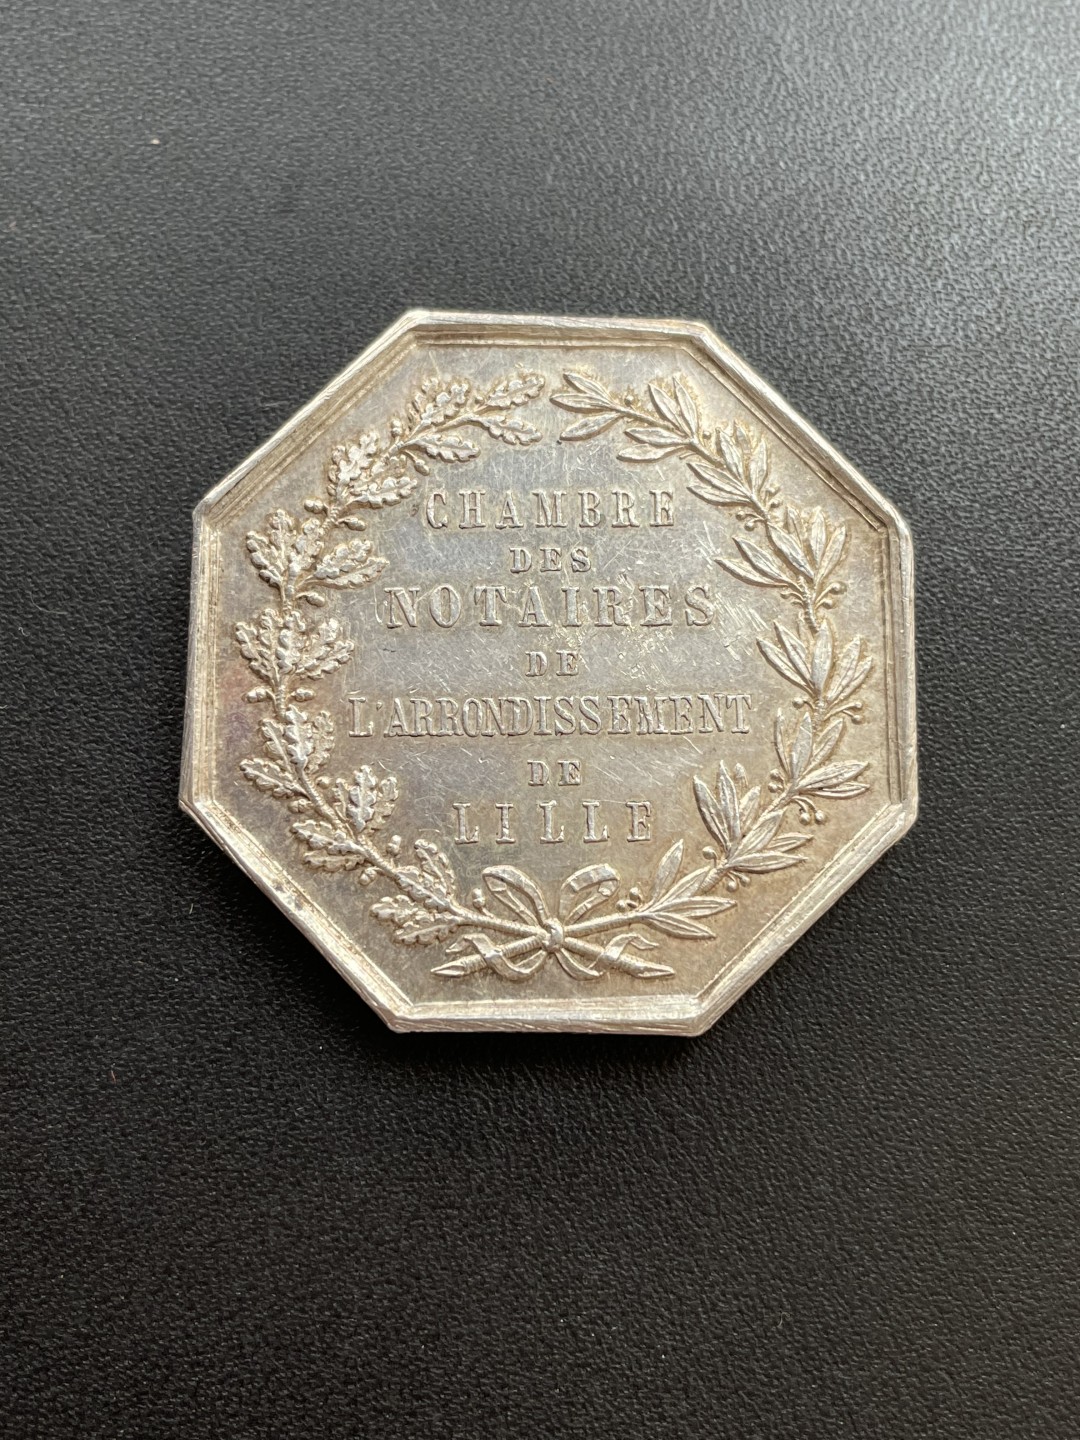 CHAMBRE
DES
NOTAIRES
DE
L'ARRONDISSEMENT
DE
LILLE